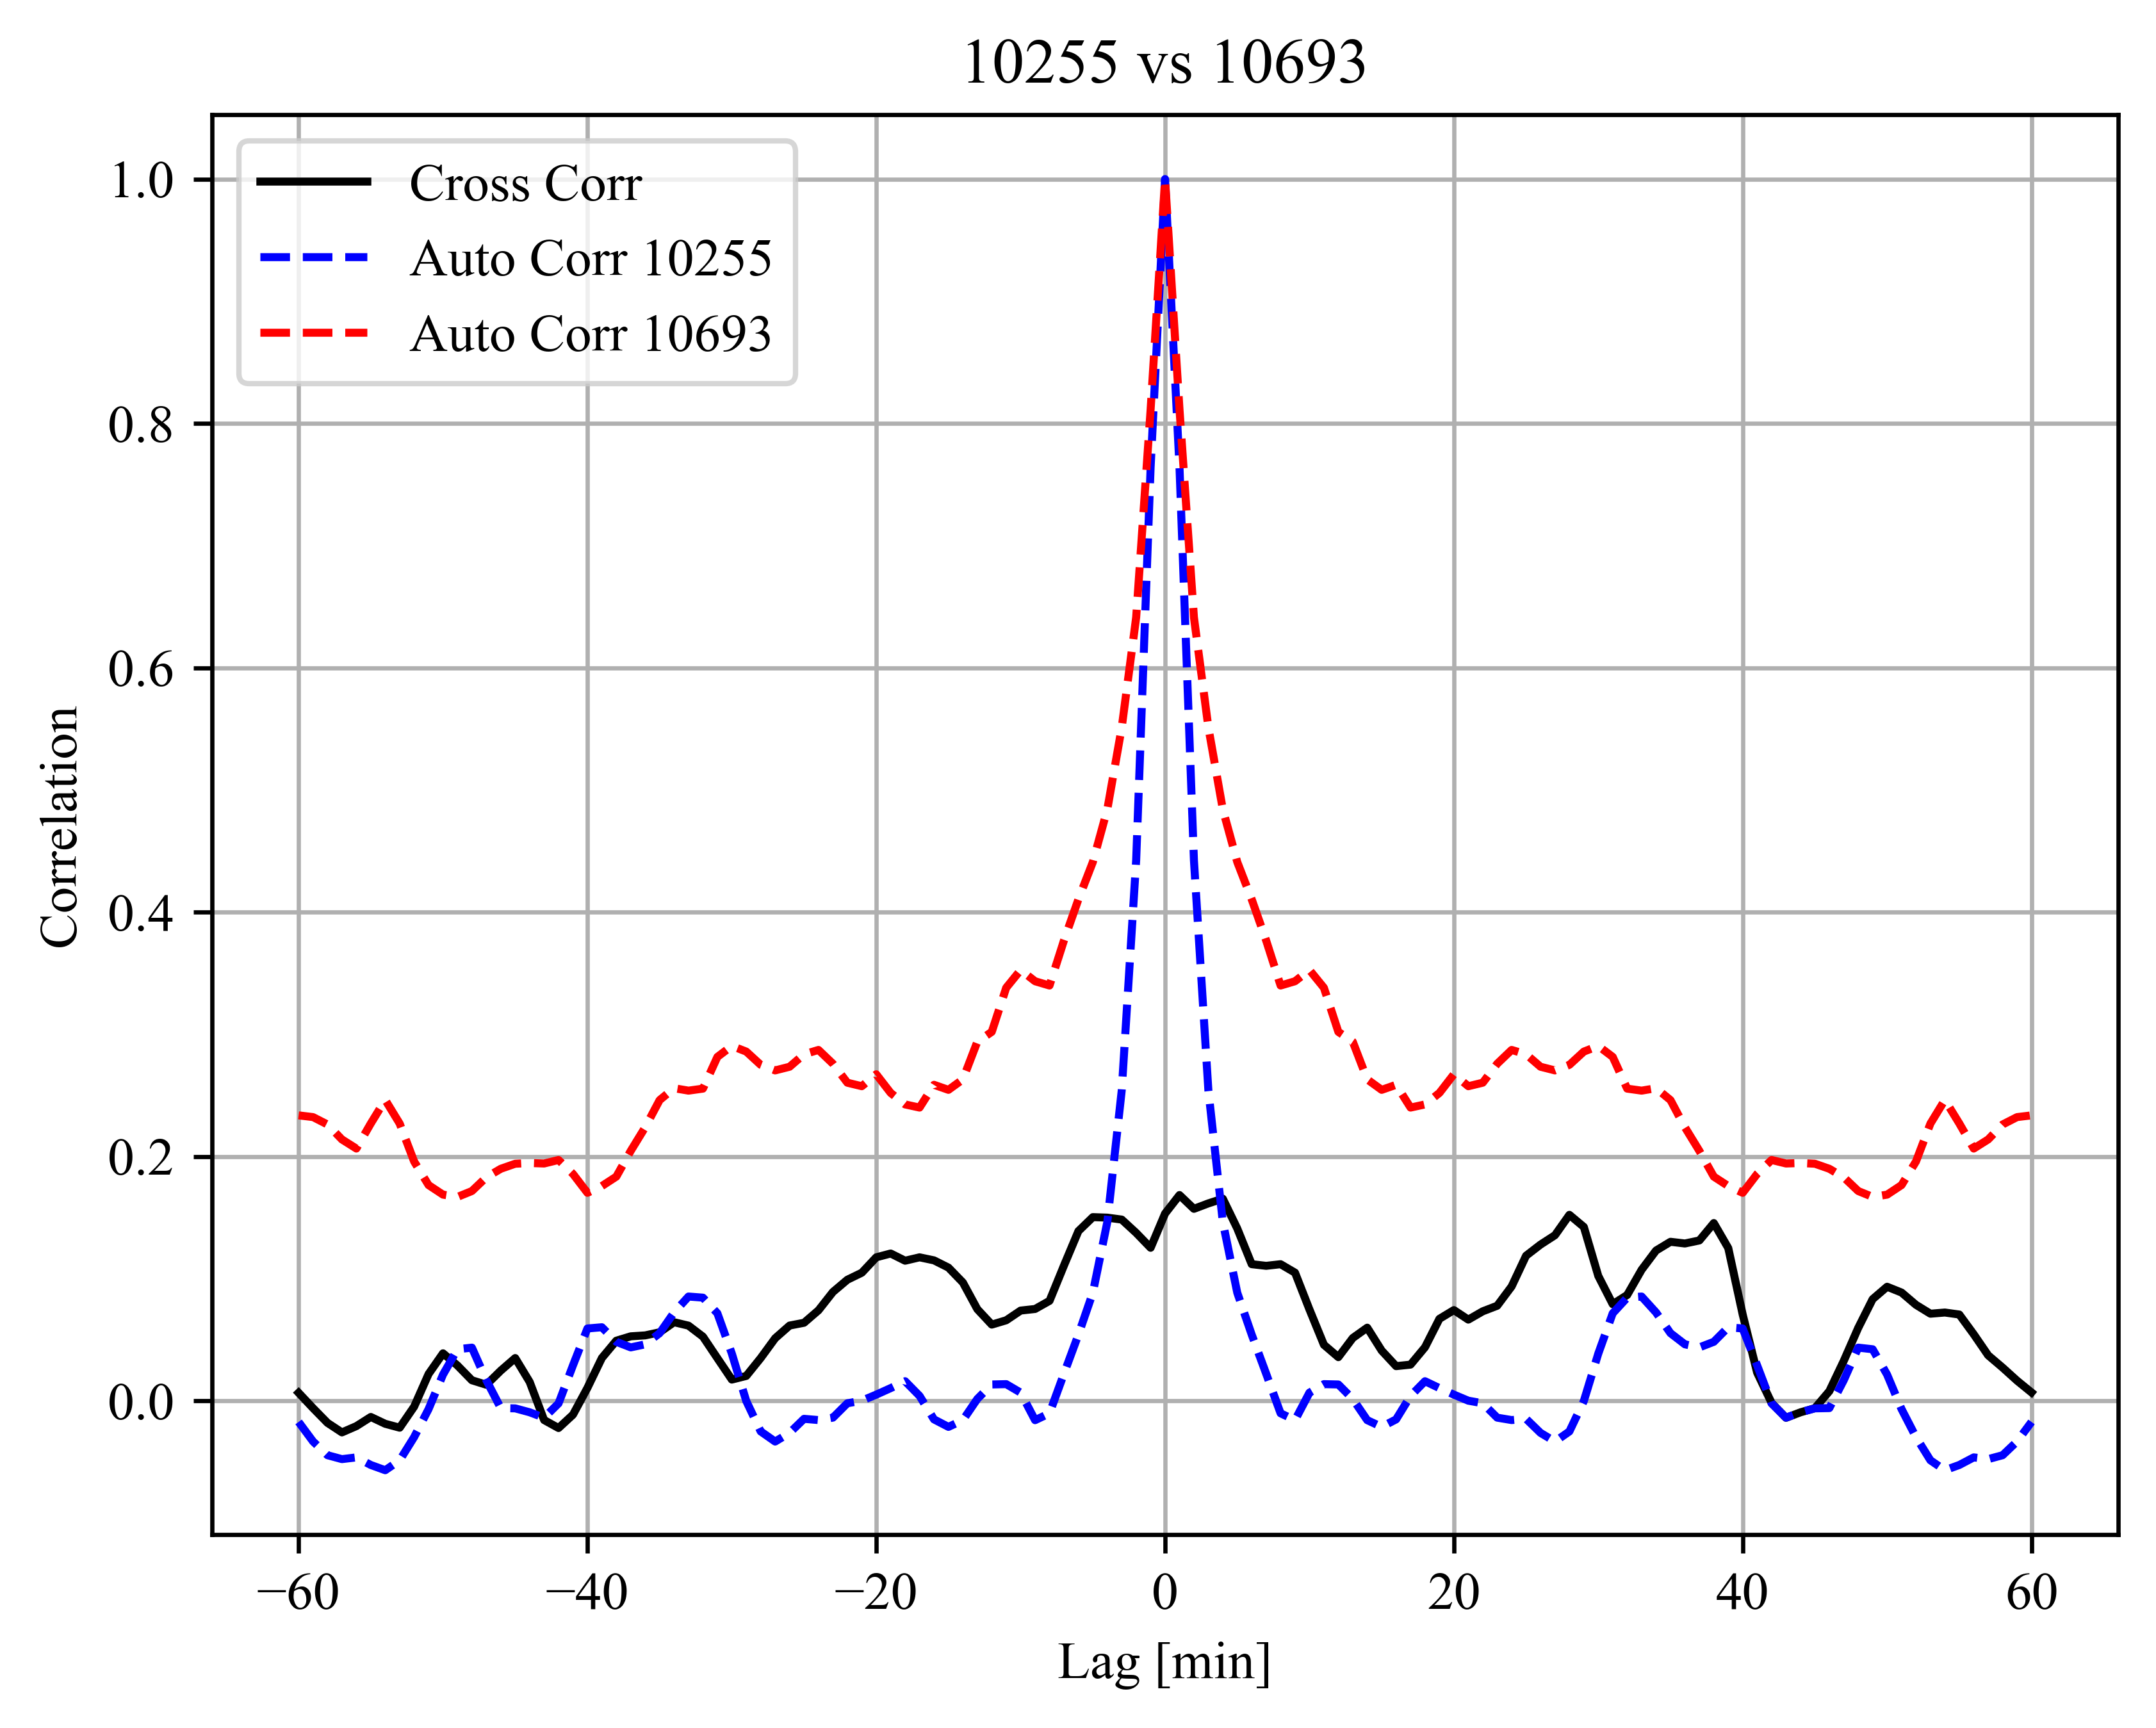 10255 vs 10693
Cross Corr
Auto Corr 10255
Auto Corr 10693
1.0
0.8
0.6
0.4
0.2
0.0
Correlation
−60
−40
−20
0
20
40
60
Lag [min]